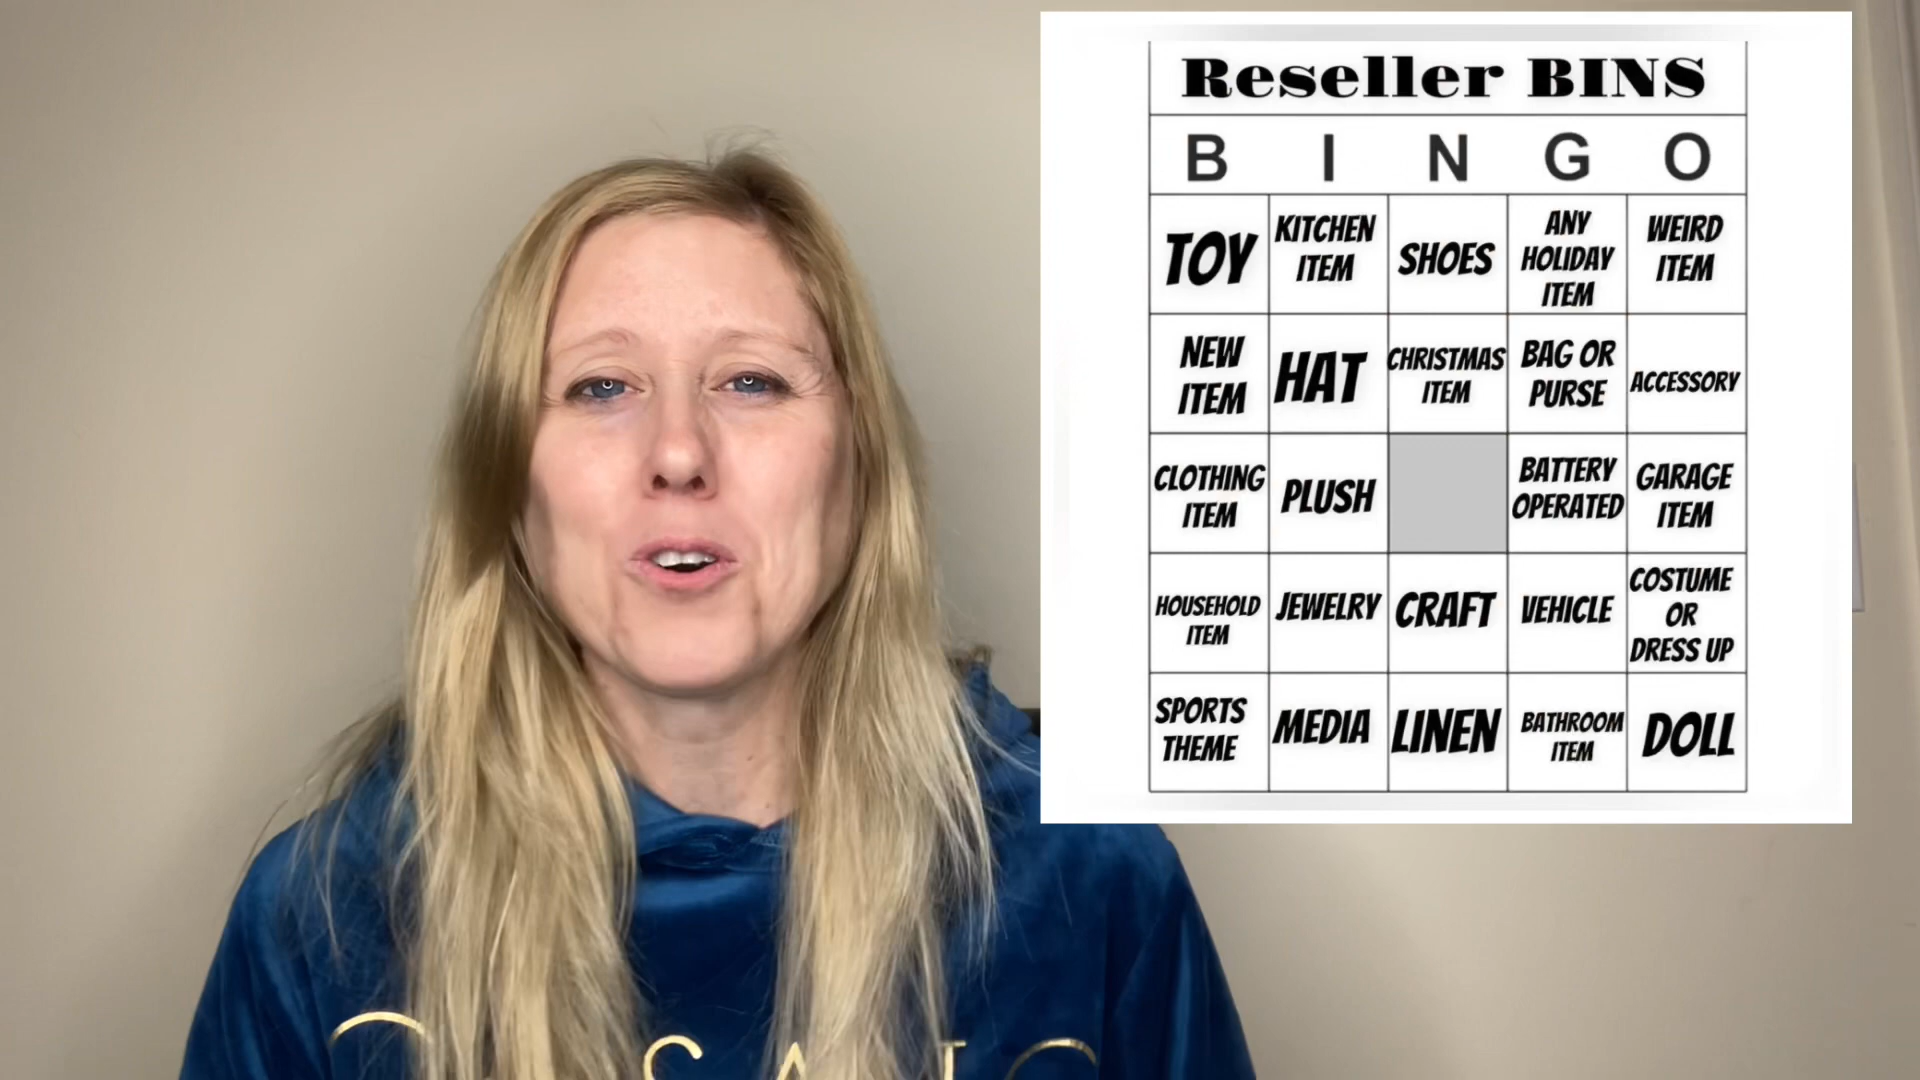 Reseller BINS
B I N G O
TOY
KITCHEN
ITEM
SHOES
ANY
HOLIDAY
ITEM
WEIRD
ITEM
NEW
ITEM
HAT
CHRISTMAS
ITEM
BAG OR
PURSE
ACCESSORY
CLOTHING
ITEM
PLUSH
BATTERY
OPERATED
GARAGE
ITEM
HOUSEHOLD
ITEM
JEWELRY
CRAFT
VEHICLE
COSTUME
OR
DRESS UP
SPORTS
THEME
MEDIA
LINEN
BATHROOM
ITEM
DOLL